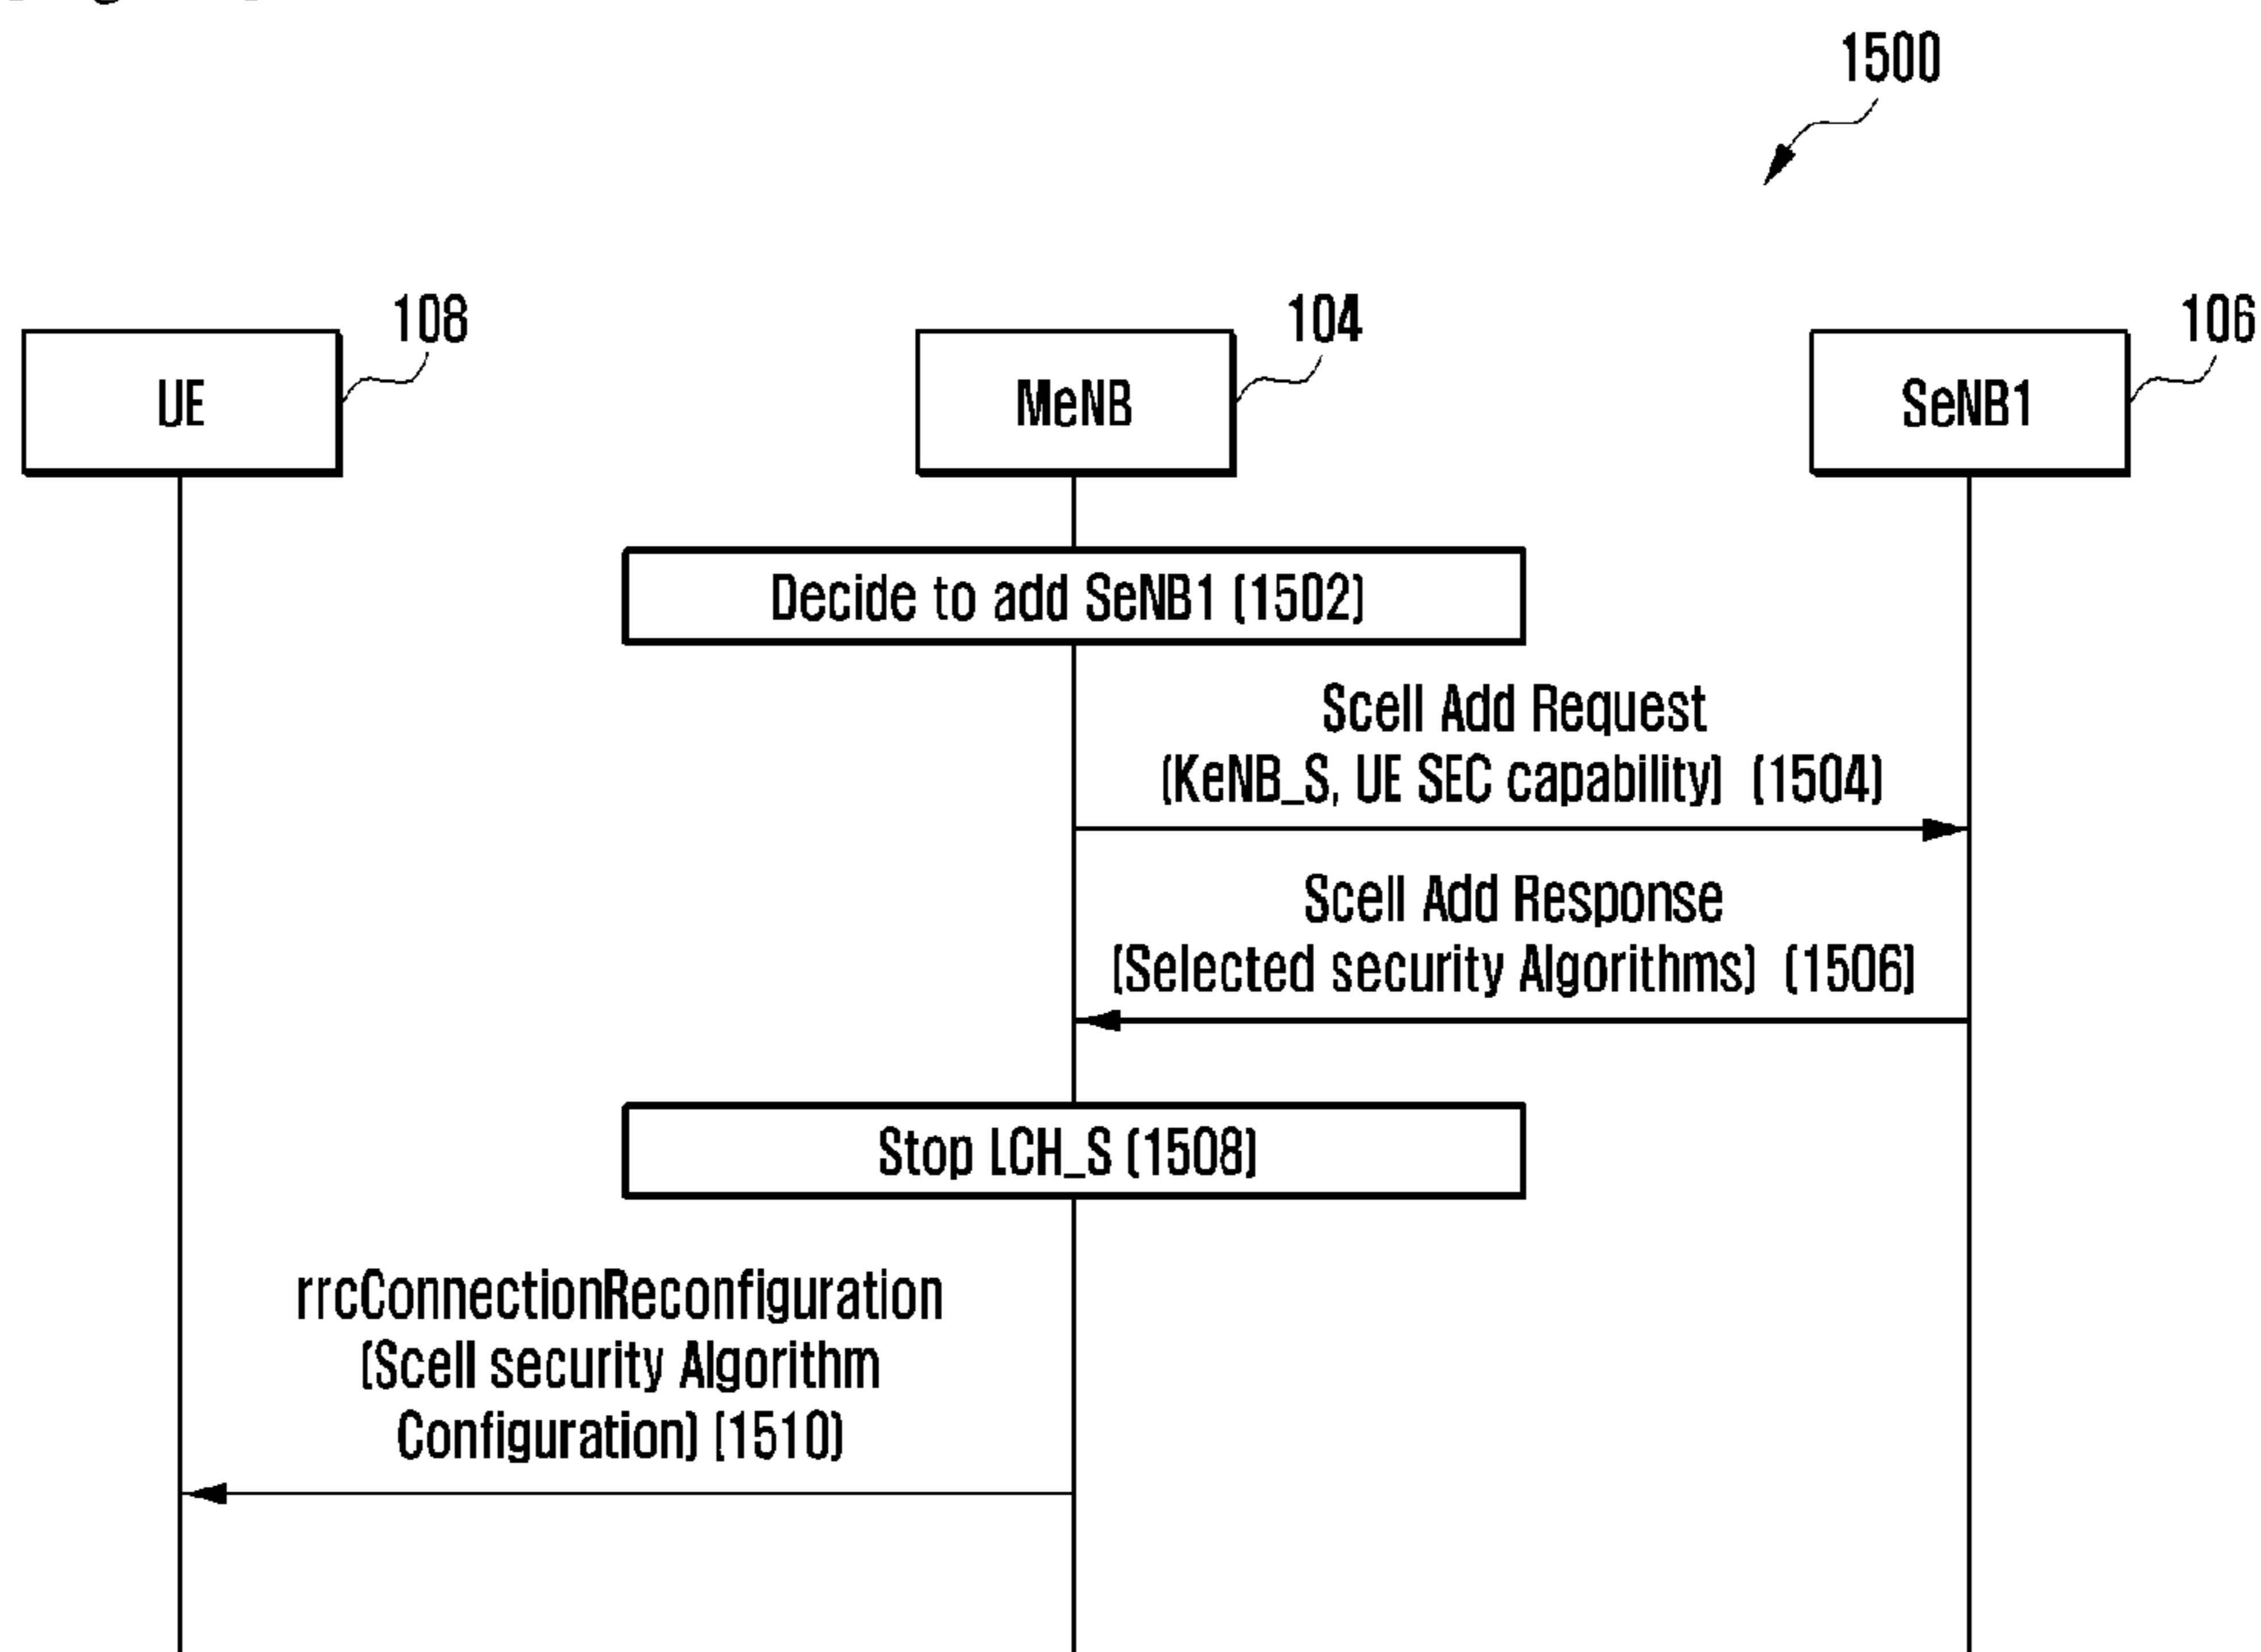 1500
108
104
106
UE
MeNB
SeNB1
Decide to add SeNB1 (1502)
Scell Add Request
(KeNB_S, UE SEC capability) (1504)
Scell Add Response
(Selected security Algorithms) (1506)
Stop LCH_S (1508)
rrcConnectionReconfiguration
(Scell security Algorithm
Configuration) (1510)